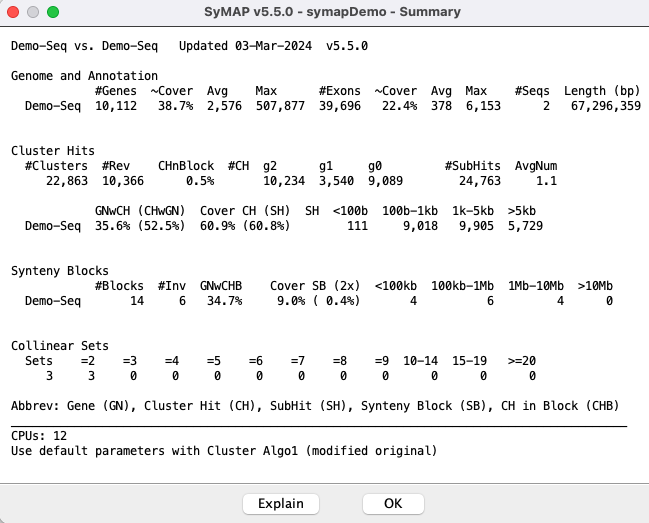 SyMAP v5.5.0 - symapDemo - Summary
Demo-Seq vs. Demo-Seq   Updated 03-Mar-2024  v5.5.0
Genome and Annotation
#Genes  ~Cover  Avg    Max      #Exons  ~Cover  Avg  Max    #Seqs  Length (bp)
Demo-Seq  10,112  38.7%  2,576  507,877  39,696  22.4%  378  6,153  2  67,296,359
Cluster Hits
#Clusters  #Rev    CHnBlock  #CH  g2      g1     g0         #SubHits  AvgNum
22,863  10,366  0.5%  10,234  3,540  9,089  24,763  1.1
GNwCH (CHwGN)  Cover CH (SH)  SH  <100b  100b-1kb  1k-5kb  >5kb
Demo-Seq  35.6% (52.5%)  60.9% (60.8%)  111  9,018  9,905  5,729
Synteny Blocks
#Blocks  #Inv  GNwCHB    Cover SB (2x)  <100kb  100kb-1Mb  1Mb-10Mb  >10Mb
Demo-Seq  14  6  34.7%  9.0% ( 0.4%)  4  6  4  0
Collinear Sets
Sets    =2    =3    =4    =5    =6    =7    =8    =9  10-14  15-19   >=20
3     3     0     0     0     0     0     0     0      0      0      0
Abbrev: Gene (GN), Cluster Hit (CH), SubHit (SH), Synteny Block (SB), CH in Block (CHB)
CPUs: 12
Use default parameters with Cluster Algo1 (modified original)
Explain  OK